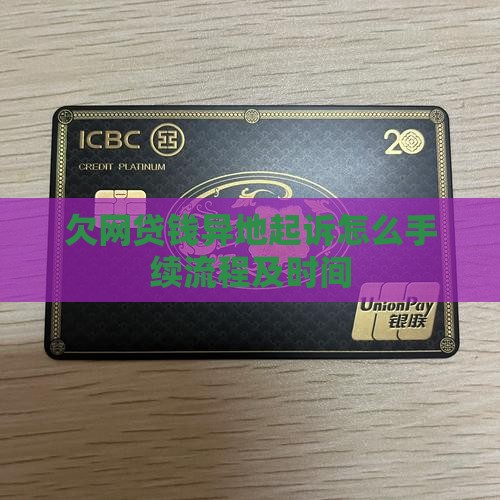 ICBC
20
CREDIT PLATINUM
欠网贷钱异地起诉怎么手
续流程及时间
UnionPay
银联